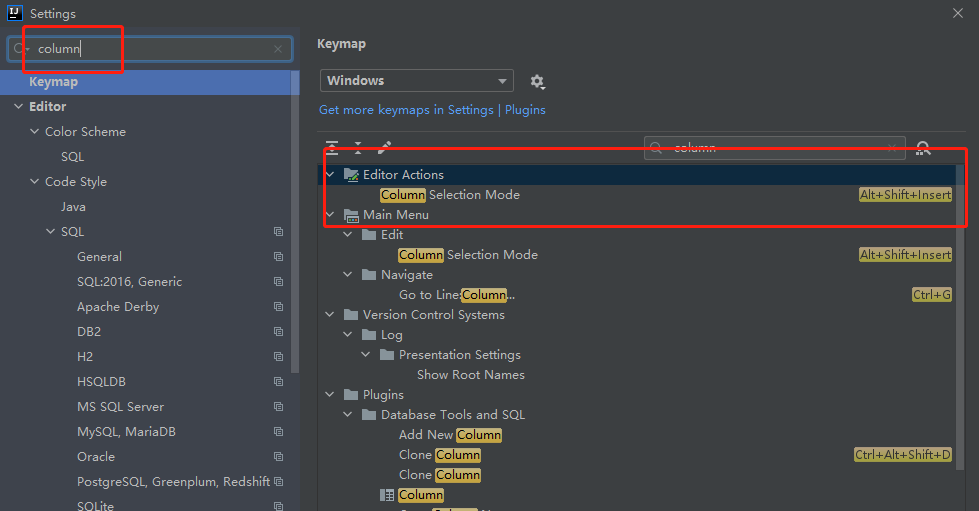 IJ Settings
column
Keymap
Editor
Color Scheme
SQL
Code Style
Java
SQL
General
SQL:2016, Generic
Apache Derby
DB2
H2
HSQLDB
MS SQL Server
MySQL, MariaDB
Oracle
PostgreSQL, Greenplum, Redshift
SQLite
Keymap
Windows
Get more keymaps in Settings | Plugins
column
Editor Actions
Column Selection Mode Alt+Shift+Insert
Main Menu
Edit
Column Selection Mode Alt+Shift+Insert
Navigate
Go to Line:Column... Ctrl+G
Version Control Systems
Log
Presentation Settings
Show Root Names
Plugins
Database Tools and SQL
Add New Column
Clone Column Ctrl+Alt+Shift+D
Clone Column
Column